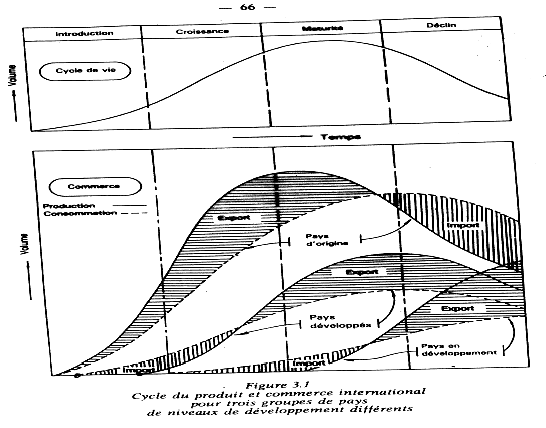 — 66 —
Introduction
Croissance
Maturité
Déclin
Cycle de vie
Volume
Temps
Commerce
Production
Consommation
Volume
Export
Import
Pays
d'origine
Export
Pays
développés
Export
Pays en
développement
Import
Import
Figure 3.1
Cycle du produit et commerce international
pour trois groupes de pays
de niveaux de développement différents